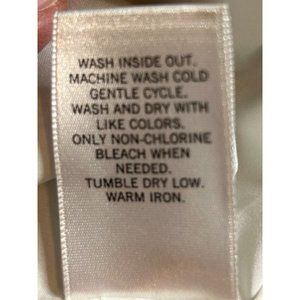 WASH INSIDE OUT.
MACHINE WASH COLD
GENTLE CYCLE.
WASH AND DRY WITH
LIKE COLORS.
ONLY NON-CHLORINE
BLEACH WHEN
NEEDED.
TUMBLE DRY LOW.
WARM IRON.